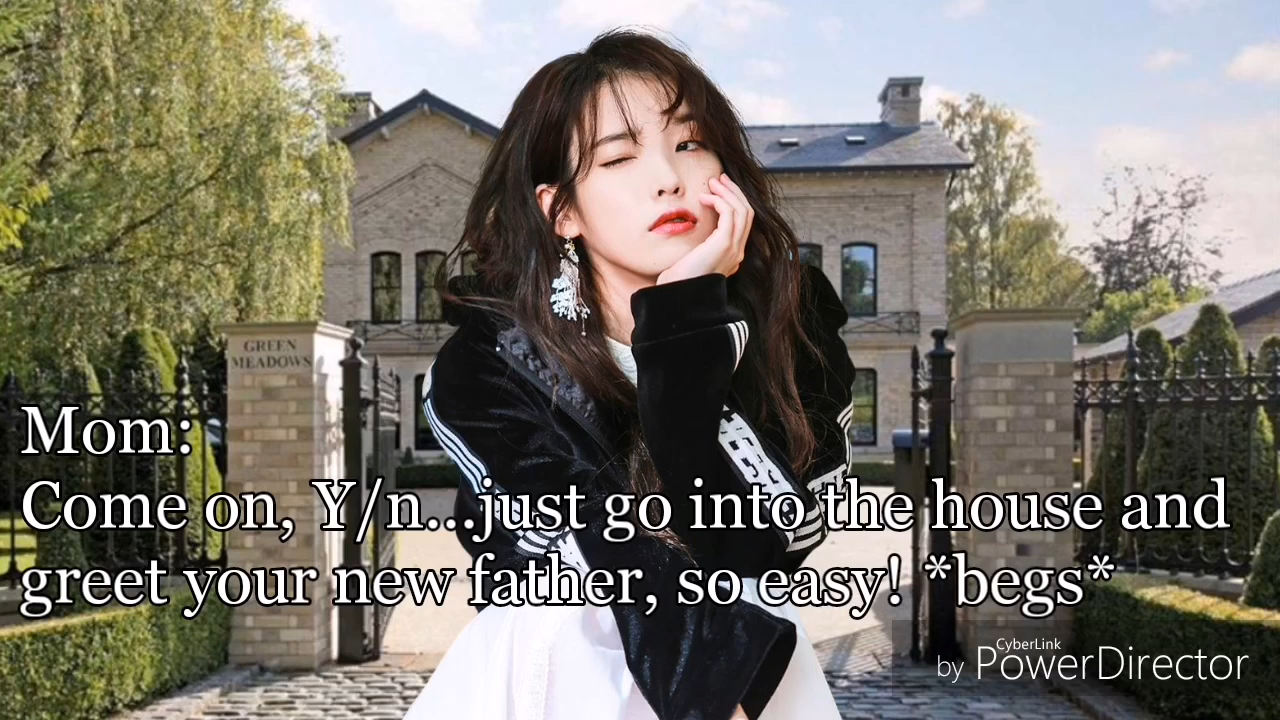 GREEN
MEADOWS
Mom:
Come on, Y/n...just go into the house and
greet your new father, so easy! *begs*
CyberLink
by PowerDirector